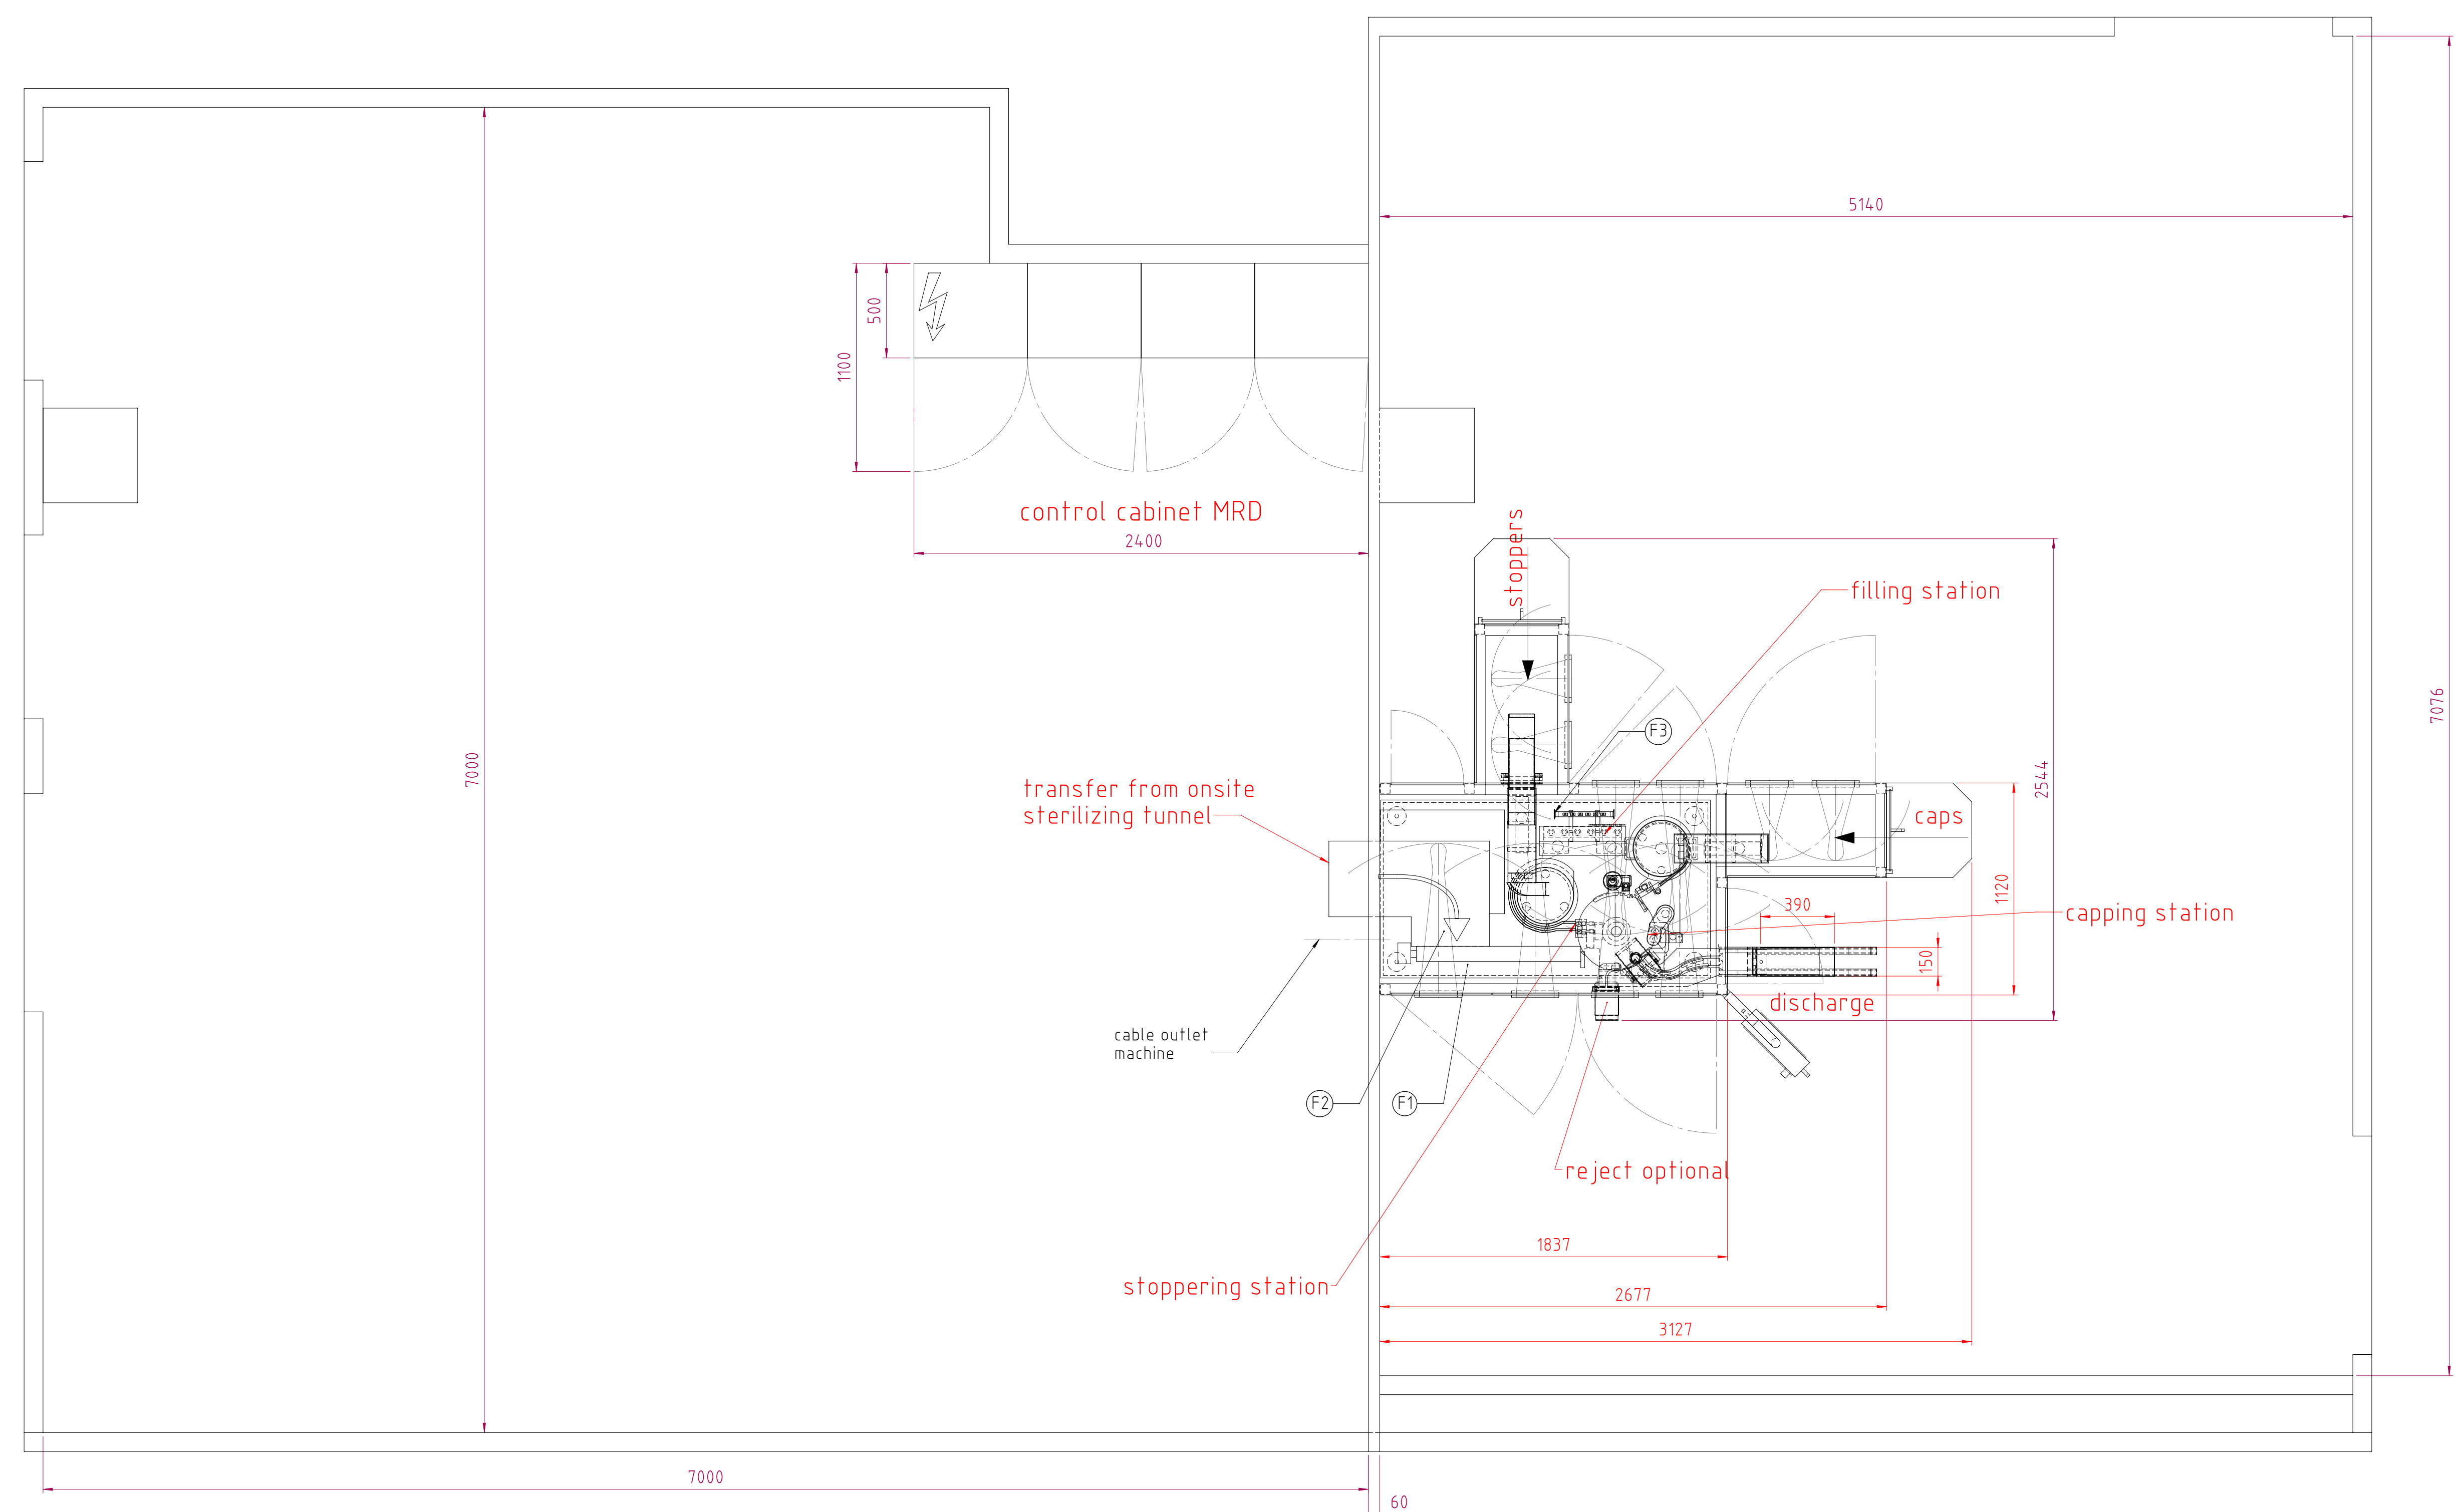 5140
500
1100
control cabinet MRD
2400
stoppers
filling station
7076
F3
7000
2544
transfer from onsite
sterilizing tunnel
caps
1120
390
capping station
150
discharge
cable outlet
machine
F2
F1
reject optional
1837
stoppering station
2677
3127
7000
60